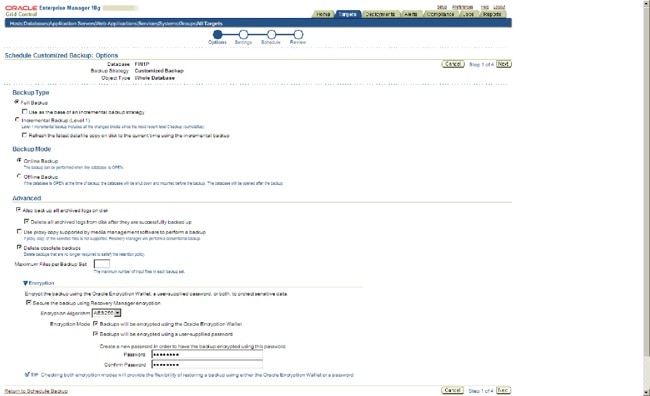 ORACLE Enterprise Manager 10g
Grid Control
Setup Preferences Help Logout
Home Targets Deployments Alerts Compliance Jobs Reports
Hosts Databases Application Servers Web Applications Services Systems Groups All Targets
Options Settings Schedule Review
Schedule Customized Backup: Options
Database FIN1P
Backup Strategy Customized Backup
Object Type Whole Database
Cancel Step 1 of 4 Next
Backup Type
Full Backup
Use as the base of an incremental backup strategy
Incremental Backup (Level 1)
Level 1 incremental backup includes all the changed blocks since the most recent level 0 backup (cumulative).
Refresh the latest datafile copy on disk to the current time using the incremental backup
Backup Mode
Online Backup
The backup can be performed when the database is OPEN.
Offline Backup
If the database is OPEN at the time of backup, the database will be shut down and mounted before the backup. The database will be opened after the backup.
Advanced
Also back up all archived logs on disk
Delete all archived logs from disk after they are successfully backed up
Use proxy copy supported by media management software to perform a backup
If proxy copy of the selected files is not supported, Recovery Manager will perform a conventional backup.
Delete obsolete backups
Delete backups that are no longer required to satisfy the retention policy.
Maximum Files per Backup Set
The maximum number of input files in each backup set.
Encryption
Encrypt the backup using the Oracle Encryption Wallet, a user-supplied password, or both, to protect sensitive data.
Secure the backup using Recovery Manager encryption
Encryption Algorithm AES256
Encryption Mode Backups will be encrypted using the Oracle Encryption Wallet
Backups will be encrypted using a user-supplied password
Create a new password in order to have the backup encrypted using this password.
Password ••••••••
Confirm Password ••••••••
TIP Checking both encryption modes will provide the flexibility of restoring a backup using either the Oracle Encryption Wallet or a password.
Return to Schedule Backup
Cancel Step 1 of 4 Next